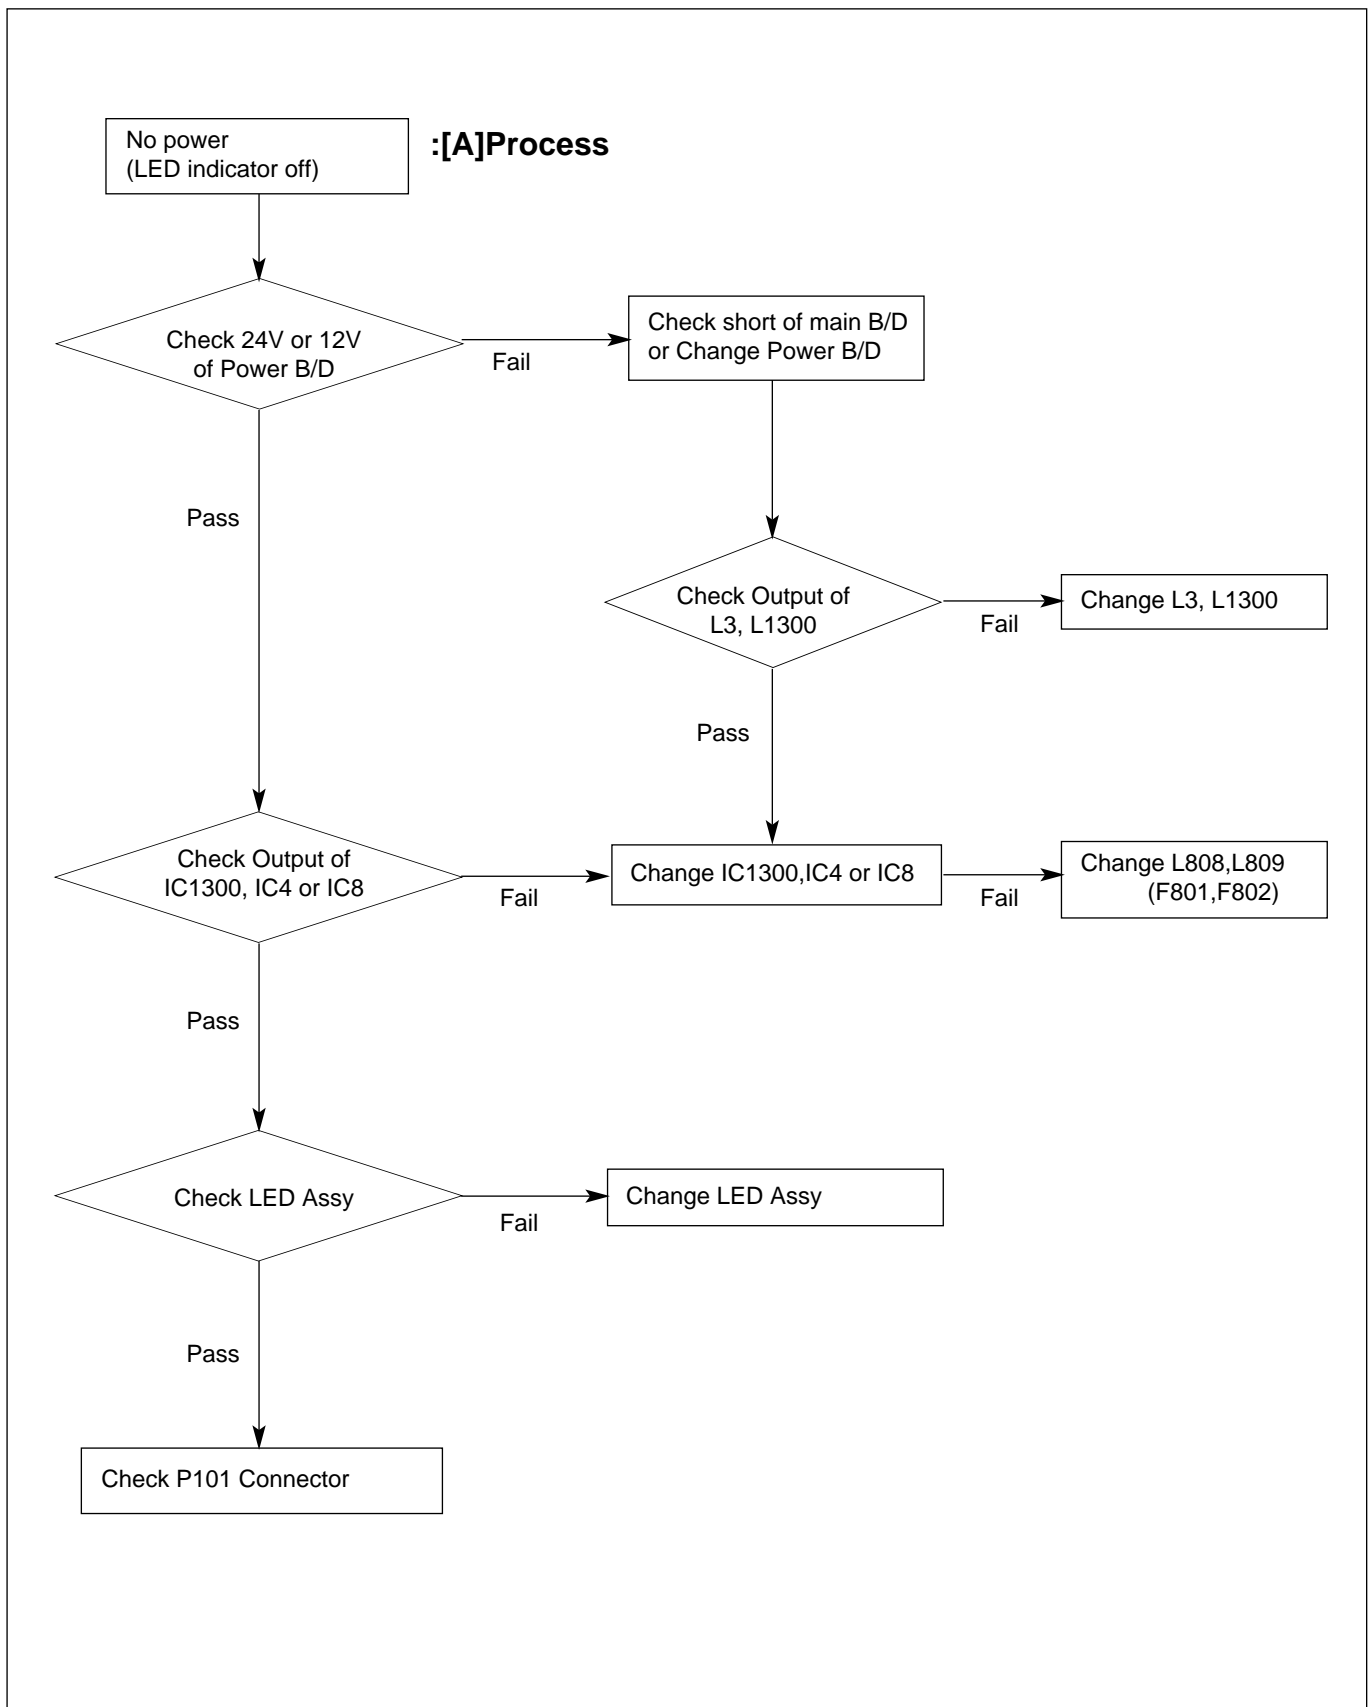 No power
(LED indicator off)
:[A]Process
Check 24V or 12V
of Power B/D
Fail
Check short of main B/D
or Change Power B/D
Pass
Check Output of
L3, L1300
Fail
Change L3, L1300
Pass
Check Output of
IC1300, IC4 or IC8
Fail
Change IC1300,IC4 or IC8
Fail
Change L808,L809
(F801,F802)
Pass
Check LED Assy
Fail
Change LED Assy
Pass
Check P101 Connector